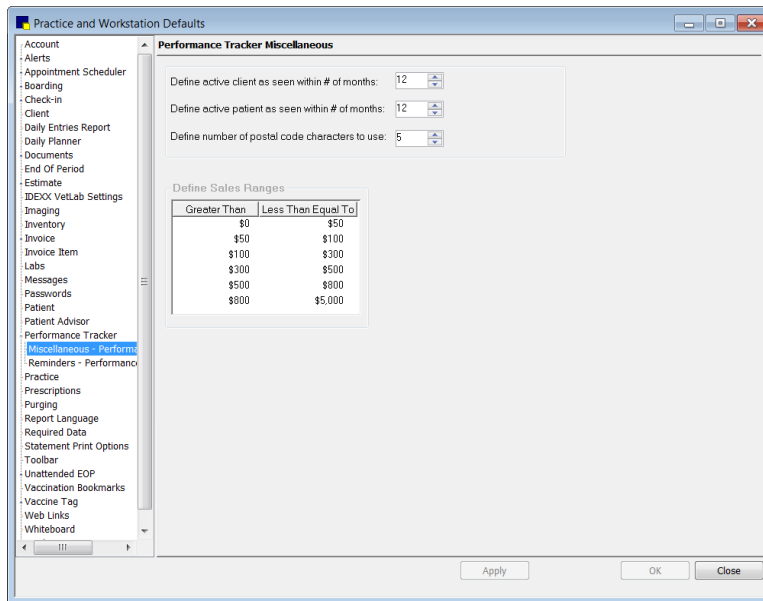 Practice and Workstation Defaults
Account
Alerts
Appointment Scheduler
Boarding
Check-in
Client
Daily Entries Report
Daily Planner
Documents
End Of Period
Estimate
IDEXX VetLab Settings
Imaging
Inventory
Invoice
Invoice Item
Labs
Messages
Passwords
Patient
Patient Advisor
Performance Tracker
Miscellaneous - Performa
Reminders - Performance
Practice
Prescriptions
Purging
Report Language
Required Data
Statement Print Options
Toolbar
Unattended EOP
Vaccination Bookmarks
Vaccine Tag
Web Links
Whiteboard
Performance Tracker Miscellaneous
Define active client as seen within # of months: 12
Define active patient as seen within # of months: 12
Define number of postal code characters to use: 5
Define Sales Ranges
Greater Than Less Than Equal To
$0 $50
$50 $100
$100 $300
$300 $500
$500 $800
$800 $5,000
Apply OK Close